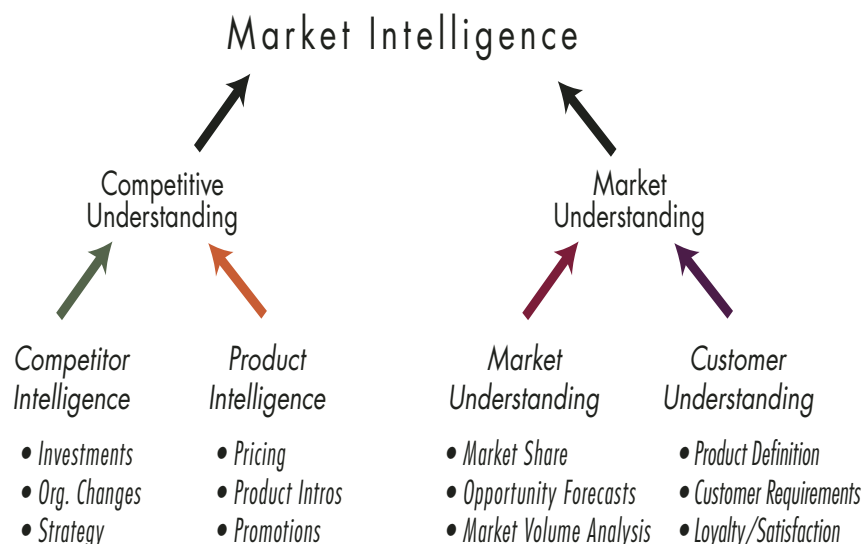 Market Intelligence
Competitive
Understanding
Market
Understanding
Competitor
Intelligence
• Investments
• Org. Changes
• Strategy
Product
Intelligence
• Pricing
• Product Intros
• Promotions
Market
Understanding
• Market Share
• Opportunity Forecasts
• Market Volume Analysis
Customer
Understanding
• Product Definition
• Customer Requirements
• Loyalty/Satisfaction